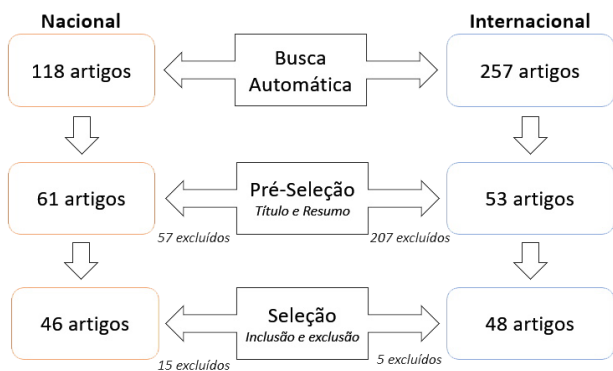 Nacional
Internacional
118 artigos
Busca
Automática
257 artigos
61 artigos
Pré-Seleção
Título e Resumo
53 artigos
57 excluídos
207 excluídos
46 artigos
Seleção
Inclusão e exclusão
48 artigos
15 excluídos
5 excluídos